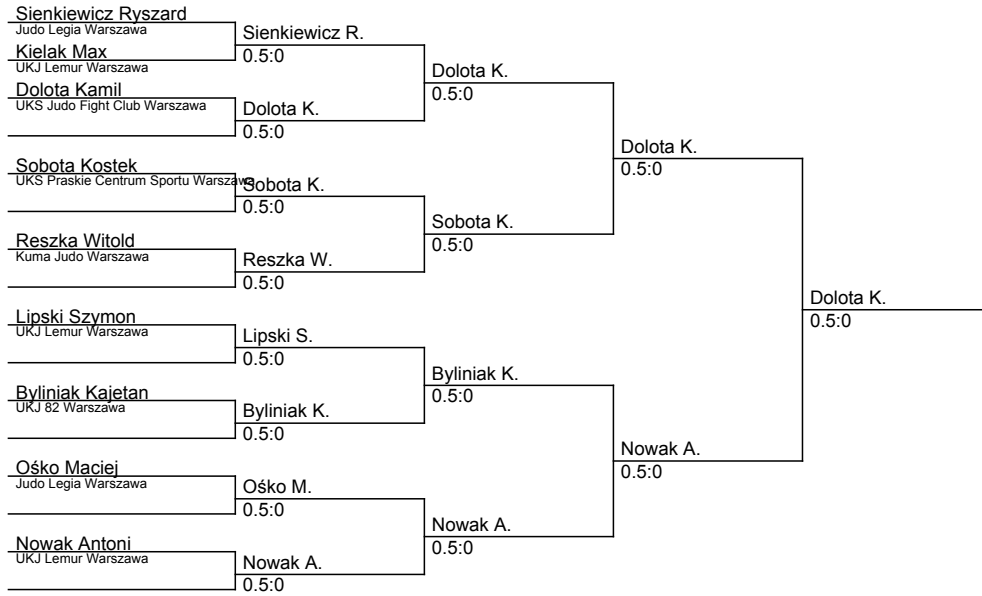 Sienkiewicz Ryszard
Judo Legia Warszawa
Kielak Max
UKJ Lemur Warszawa
Dolota Kamil
UKS Judo Fight Club Warszawa
Sobota Kostek
UKS Praskie Centrum Sportu Warszawa
Reszka Witold
Kuma Judo Warszawa
Lipski Szymon
UKJ Lemur Warszawa
Byliniak Kajetan
UKJ 82 Warszawa
Ośko Maciej
Judo Legia Warszawa
Nowak Antoni
UKJ Lemur Warszawa
Sienkiewicz R.
0.5:0
Dolota K.
0.5:0
Sobota K.
0.5:0
Reszka W.
0.5:0
Lipski S.
0.5:0
Byliniak K.
0.5:0
Ośko M.
0.5:0
Nowak A.
0.5:0
Dolota K.
0.5:0
Sobota K.
0.5:0
Byliniak K.
0.5:0
Nowak A.
0.5:0
Dolota K.
0.5:0
Nowak A.
0.5:0
Dolota K.
0.5:0